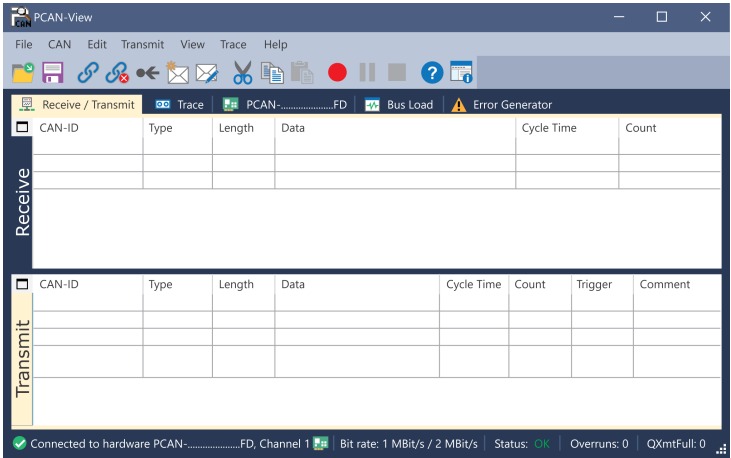 CAN PCAN-View
File CAN Edit Transmit View Trace Help
Receive / Transmit Trace PCAN-.....................FD Bus Load Error Generator
CAN-ID Type Length Data Cycle Time Count
Receive
CAN-ID Type Length Data Cycle Time Count Trigger Comment
Transmit
Connected to hardware PCAN-.....................FD, Channel 1 Bit rate: 1 MBit/s / 2 MBit/s Status: OK Overruns: 0 QXmtFull: 0